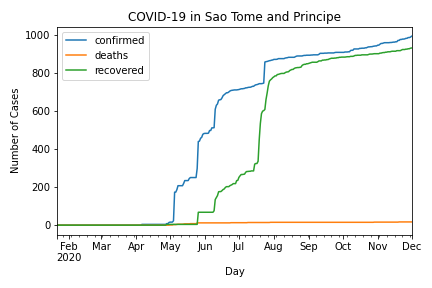 COVID-19 in Sao Tome and Principe
confirmed
deaths
recovered
Number of Cases
1000
800
600
400
200
0
Feb Mar Apr May Jun Jul Aug Sep Oct Nov Dec
2020
Day